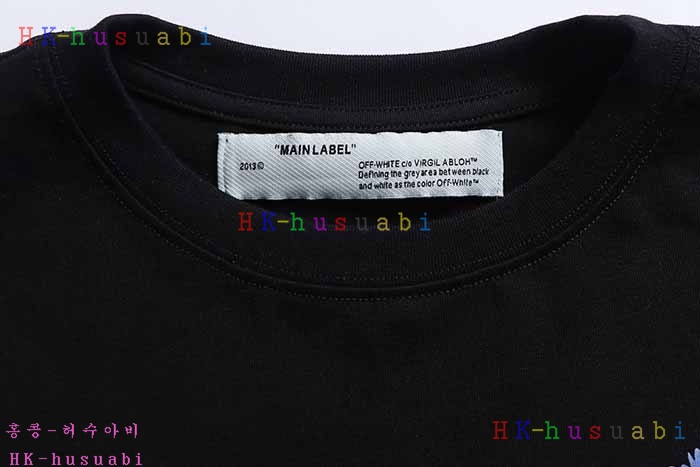 HK-husuabi
"MAIN LABEL"
2013©
OFF-WHITE c/o VIRGIL ABLOH™
Defining the grey area between black
and white as the color Off-White™
HK-husuabi
홍콩-허수아비
HK-husuabi
HK-husuabi